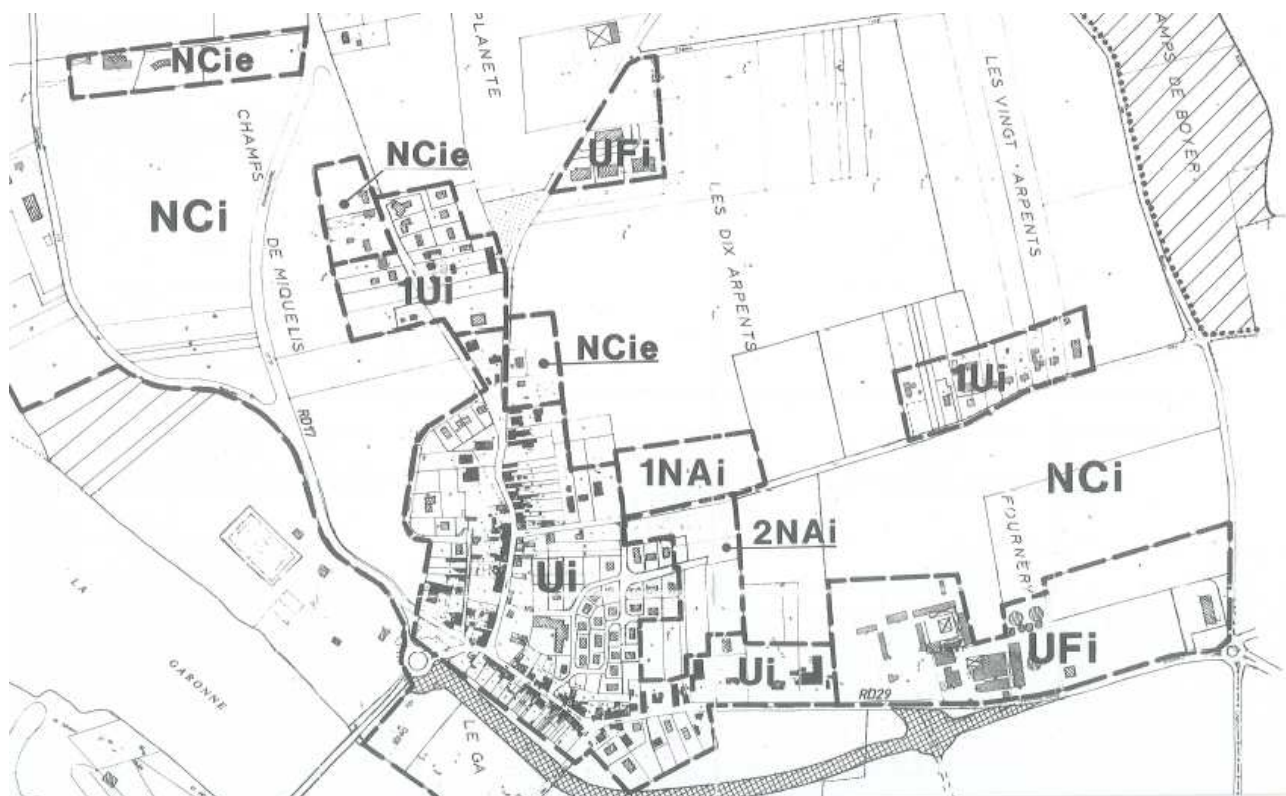 NCie
PLANETE
AMPS DE BOYER
LES VINGT ARPENTS
CHAMPS
DE MIQUELIS
NCie
UFi
NCi
LES DIX ARPENTS
1Ui
NCie
1Ui
RD17
1NAi
NCi
2NAi
FOURNERY
Ui
LA
GARONNE
Ui
UFi
RD29
LE GA